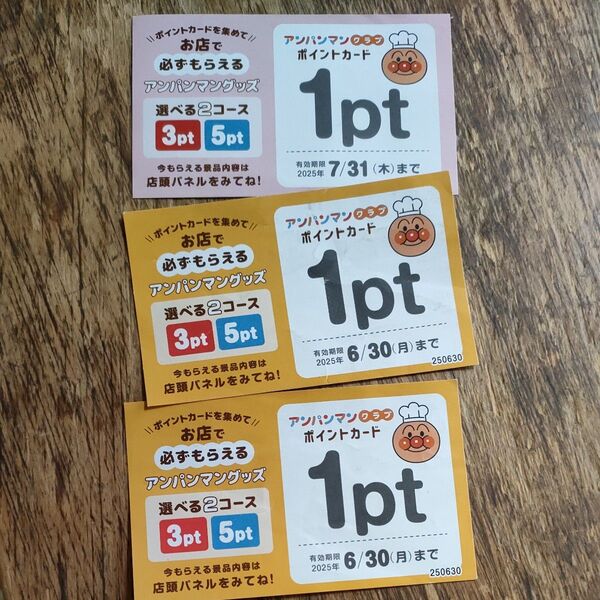 ポイントカードを集めて
お店で
必ずもらえる
アンパンマングッズ
選べる2コース
3pt 5pt
今もらえる景品内容は
店頭パネルをみてね!
アンパンマンクラブ
ポイントカード
1pt
有効期限
2025年 7/31(木)まで
ポイントカードを集めて
お店で
必ずもらえる
アンパンマングッズ
選べる2コース
3pt 5pt
今もらえる景品内容は
店頭パネルをみてね!
アンパンマンクラブ
ポイントカード
1pt
有効期限
2025年 6/30(月)まで
250630
ポイントカードを集めて
お店で
必ずもらえる
アンパンマングッズ
選べる2コース
3pt 5pt
今もらえる景品内容は
店頭パネルをみてね!
アンパンマンクラブ
ポイントカード
1pt
有効期限
2025年 6/30(月)まで
250630